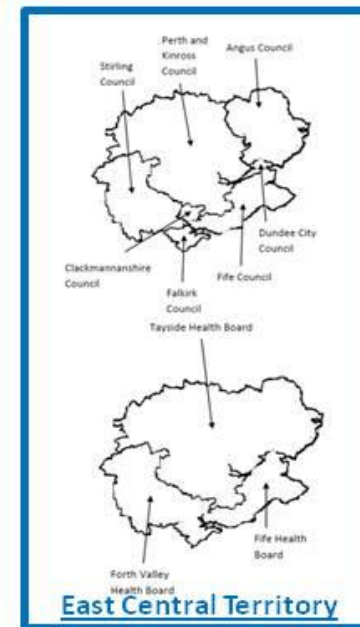 Perth and
Kinross
Council
Angus Council
Stirling
Council
Dundee City
Council
Clackmannanshire
Council
Fife Council
Falkirk
Council
Tayside Health Board
Fife Health
Board
Forth Valley
Health Board
East Central Territory